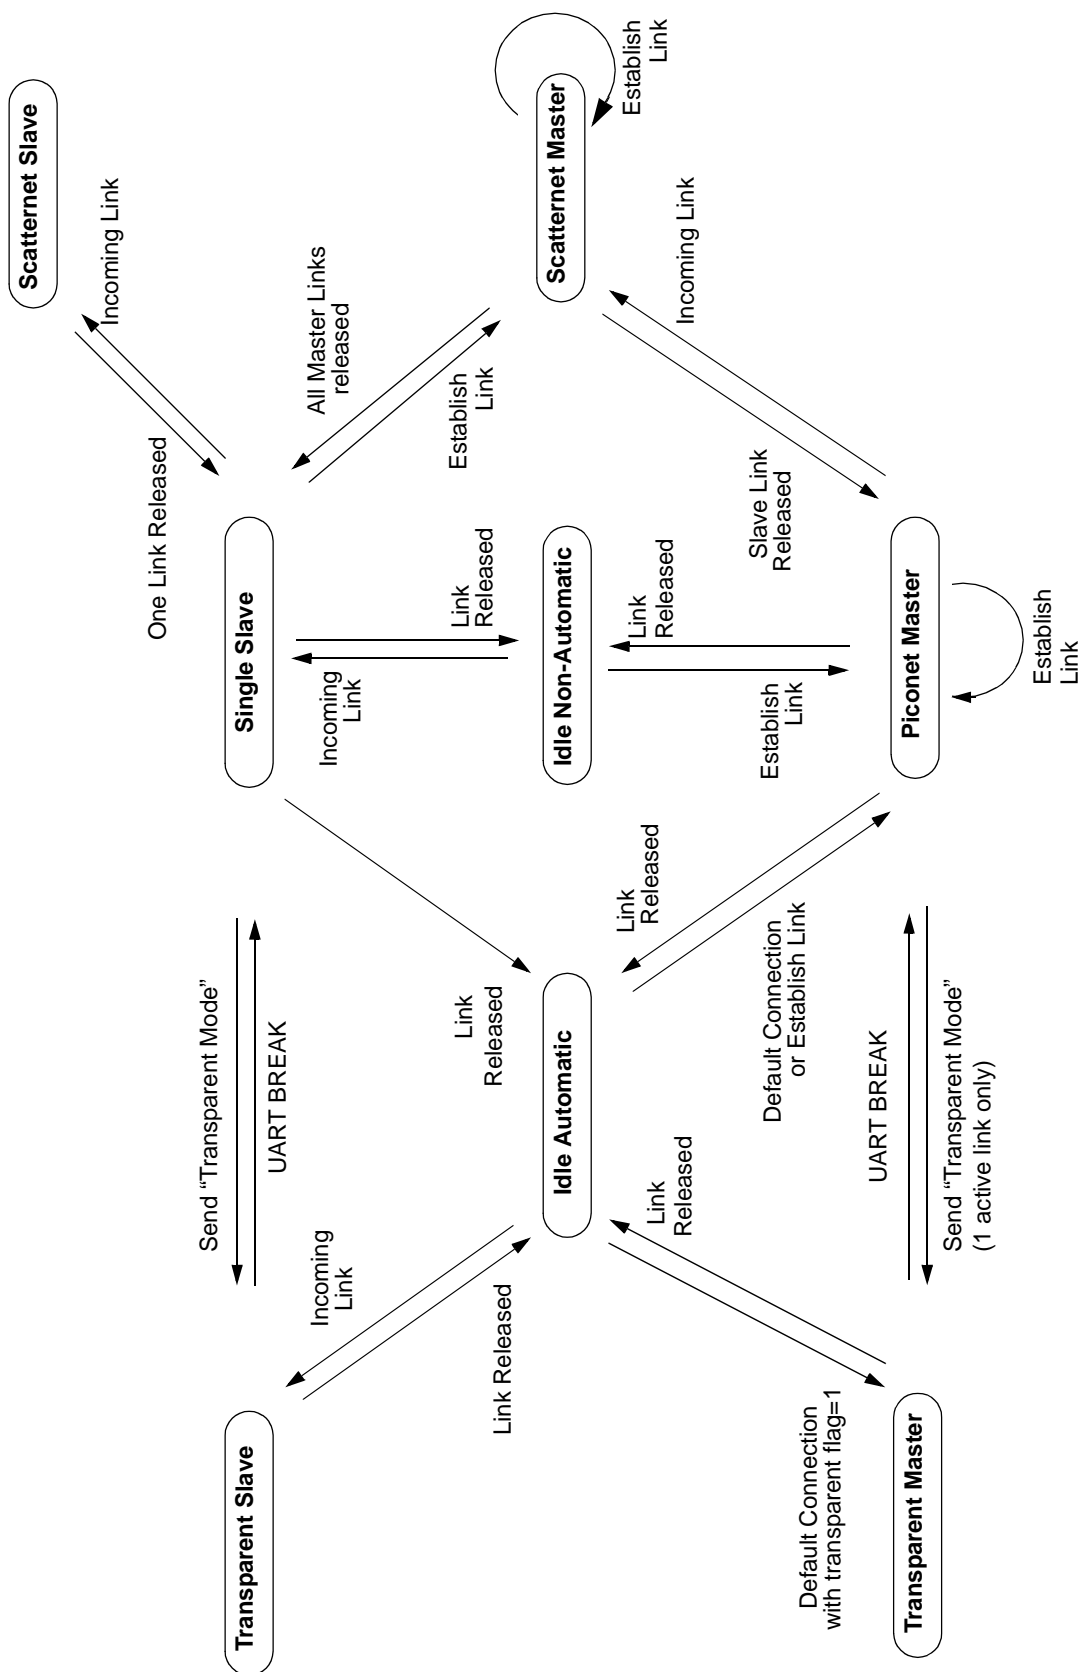 Scatternet Slave
Incoming Link
One Link Released
Single Slave
Send “Transparent Mode”
UART BREAK
Transparent Slave
All Master Links
released
Establish
Link
Link
Released
Incoming
Link
Link
Released
Incoming
Link
Link Released
Establish
Link
Scatternet Master
Idle Non-Automatic
Idle Automatic
Incoming Link
Slave Link
Released
Link
Released
Establish
Link
Link
Released
Default Connection
or Establish Link
Link
Released
Default Connection
with transparent flag=1
Piconet Master
Establish
Link
UART BREAK
Send “Transparent Mode”
(1 active link only)
Transparent Master